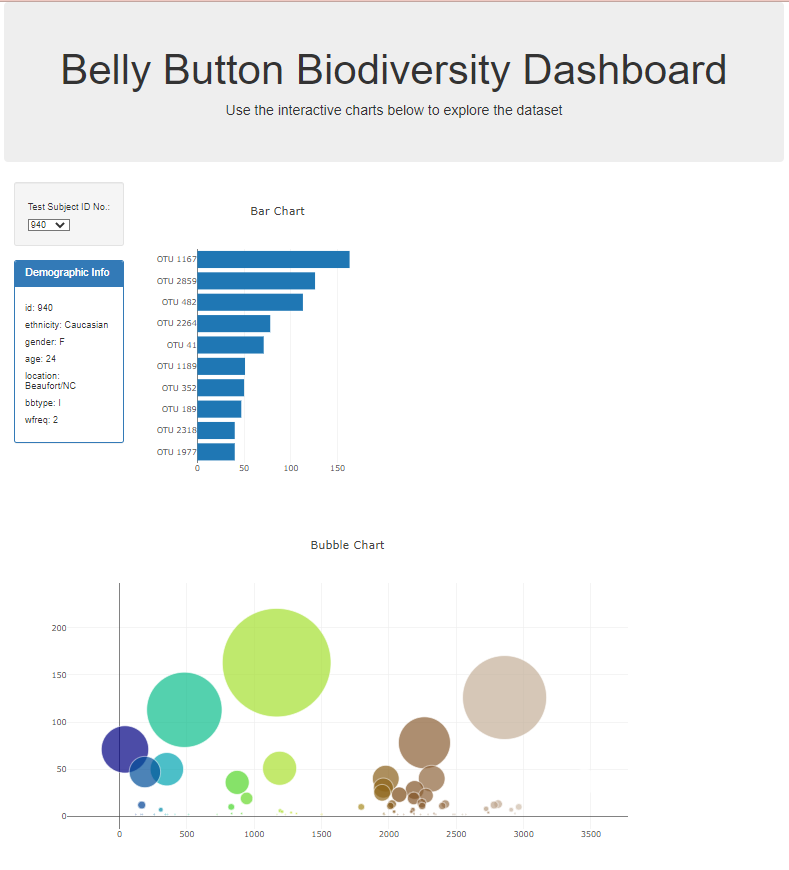 Belly Button Biodiversity Dashboard
Use the interactive charts below to explore the dataset
Test Subject ID No.:
940
Demographic Info
id: 940
ethnicity: Caucasian
gender: F
age: 24
location:
Beaufort/NC
bbtype: I
wfreq: 2
Bar Chart
OTU 1167
OTU 2859
OTU 482
OTU 2264
OTU 41
OTU 1189
OTU 352
OTU 189
OTU 2318
OTU 1977
0 50 100 150
Bubble Chart
200
150
100
50
0
0 500 1000 1500 2000 2500 3000 3500